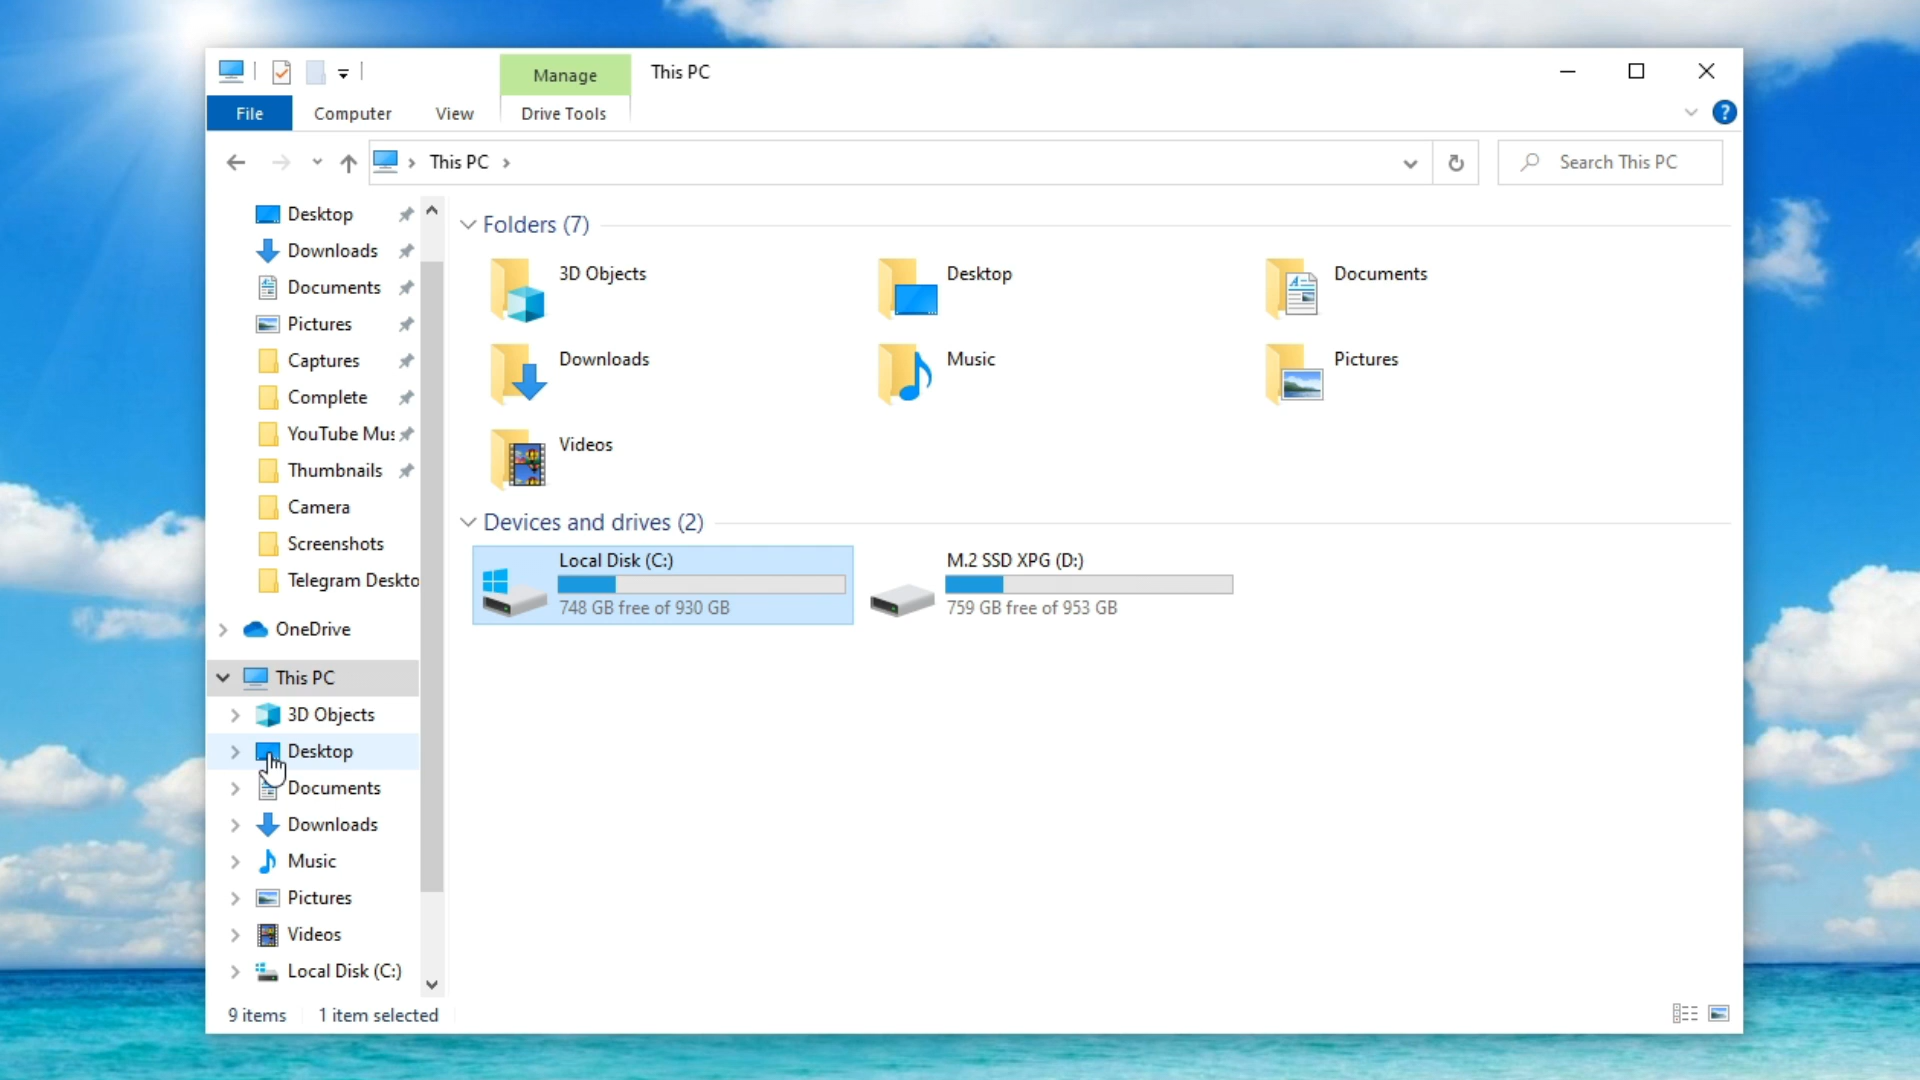 Manage
This PC
File
Computer
View
Drive Tools
This PC
Search This PC
Desktop
Downloads
Documents
Pictures
Captures
Complete
YouTube Mus
Thumbnails
Camera
Screenshots
Telegram Deskto
OneDrive
This PC
3D Objects
Desktop
Documents
Downloads
Music
Pictures
Videos
Local Disk (C:)
Folders (7)
3D Objects
Desktop
Documents
Downloads
Music
Pictures
Videos
Devices and drives (2)
Local Disk (C:)
748 GB free of 930 GB
M.2 SSD XPG (D:)
759 GB free of 953 GB
9 items
1 item selected